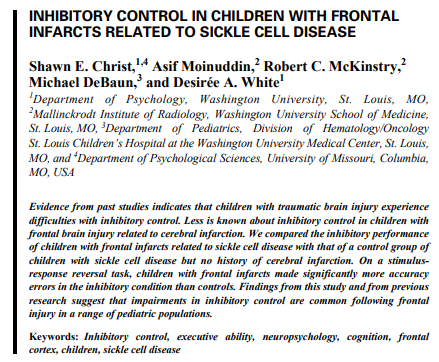 INHIBITORY CONTROL IN CHILDREN WITH FRONTAL
INFARCTS RELATED TO SICKLE CELL DISEASE
Shawn E. Christ,1,4 Asif Moinuddin,2 Robert C. McKinstry,2
Michael DeBaun,3 and Desirée A. White1
1Department of Psychology, Washington University, St. Louis, MO,
2Mallinckrodt Institute of Radiology, Washington University School of Medicine,
St. Louis, MO, 3Department of Pediatrics, Division of Hematology/Oncology
St. Louis Children's Hospital at the Washington University Medical Center, St. Louis,
MO, and 4Department of Psychological Sciences, University of Missouri, Columbia,
MO, USA
Evidence from past studies indicates that children with traumatic brain injury experience
difficulties with inhibitory control. Less is known about inhibitory control in children with
frontal brain injury related to cerebral infarction. We compared the inhibitory performance
of children with frontal infarcts related to sickle cell disease with that of a control group of
children with sickle cell disease but no history of cerebral infarction. On a stimulus-
response reversal task, children with frontal infarcts made significantly more accuracy
errors in the inhibitory condition than controls. Findings from this study and from previous
research suggest that impairments in inhibitory control are common following frontal
injury in a range of pediatric populations.
Keywords: Inhibitory control, executive ability, neuropsychology, cognition, frontal
cortex, children, sickle cell disease